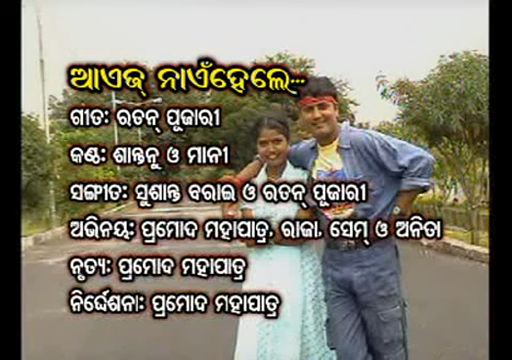 ଆଏଜ୍ ନାଏଁହେଲେ...
ଗୀତ: ରତନ୍ ପୂଜାରୀ
କଣ୍ଠ: ଶାନ୍ତନୁ ଓ ମାନୀ
ସଙ୍ଗୀତ: ସୁଶାନ୍ତ ବରାଇ ଓ ରତନ୍ ପୂଜାରୀ
ଅଭିନୟ: ପ୍ରମୋଦ ମହାପାତ୍ର, ରାଜା, ସେମ୍ ଓ ଅନିତା
ନୃତ୍ୟ: ପ୍ରମୋଦ ମହାପାତ୍ର
ନିର୍ଦ୍ଦେଶନା: ପ୍ରମୋଦ ମହାପାତ୍ର